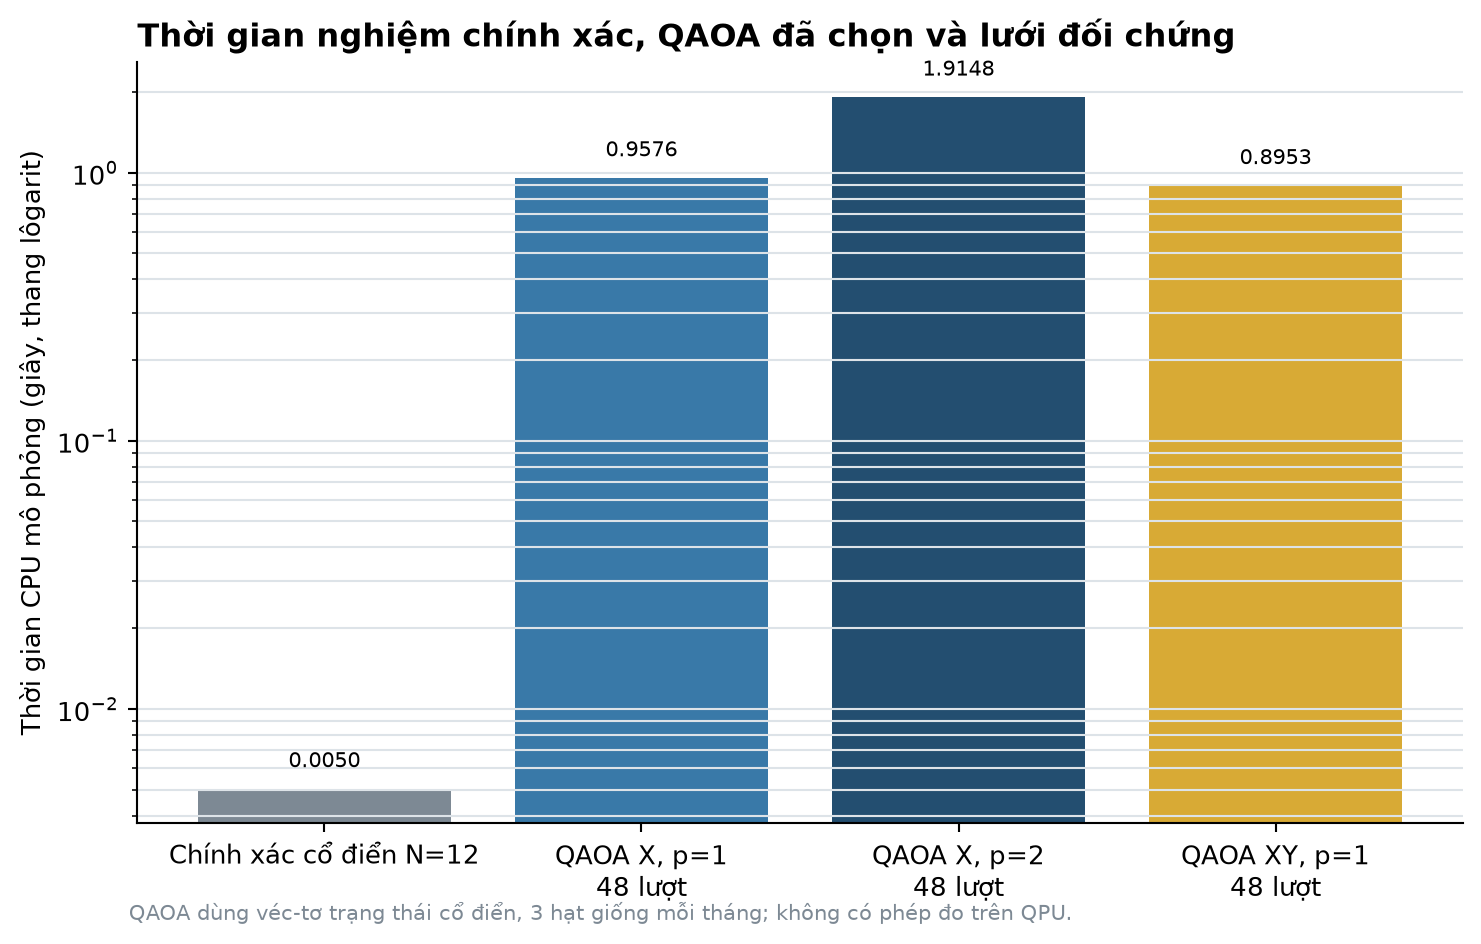 Thời gian nghiệm chính xác, QAOA đã chọn và lưới đối chứng
Thời gian CPU mô phỏng (giây, thang lôgarit)
10⁰
10⁻¹
10⁻²
0.0050
0.9576
1.9148
0.8953
Chính xác cổ điển N=12
QAOA X, p=1
48 lượt
QAOA X, p=2
48 lượt
QAOA XY, p=1
48 lượt
QAOA dùng véc-tơ trạng thái cổ điển, 3 hạt giống mỗi tháng; không có phép đo trên QPU.